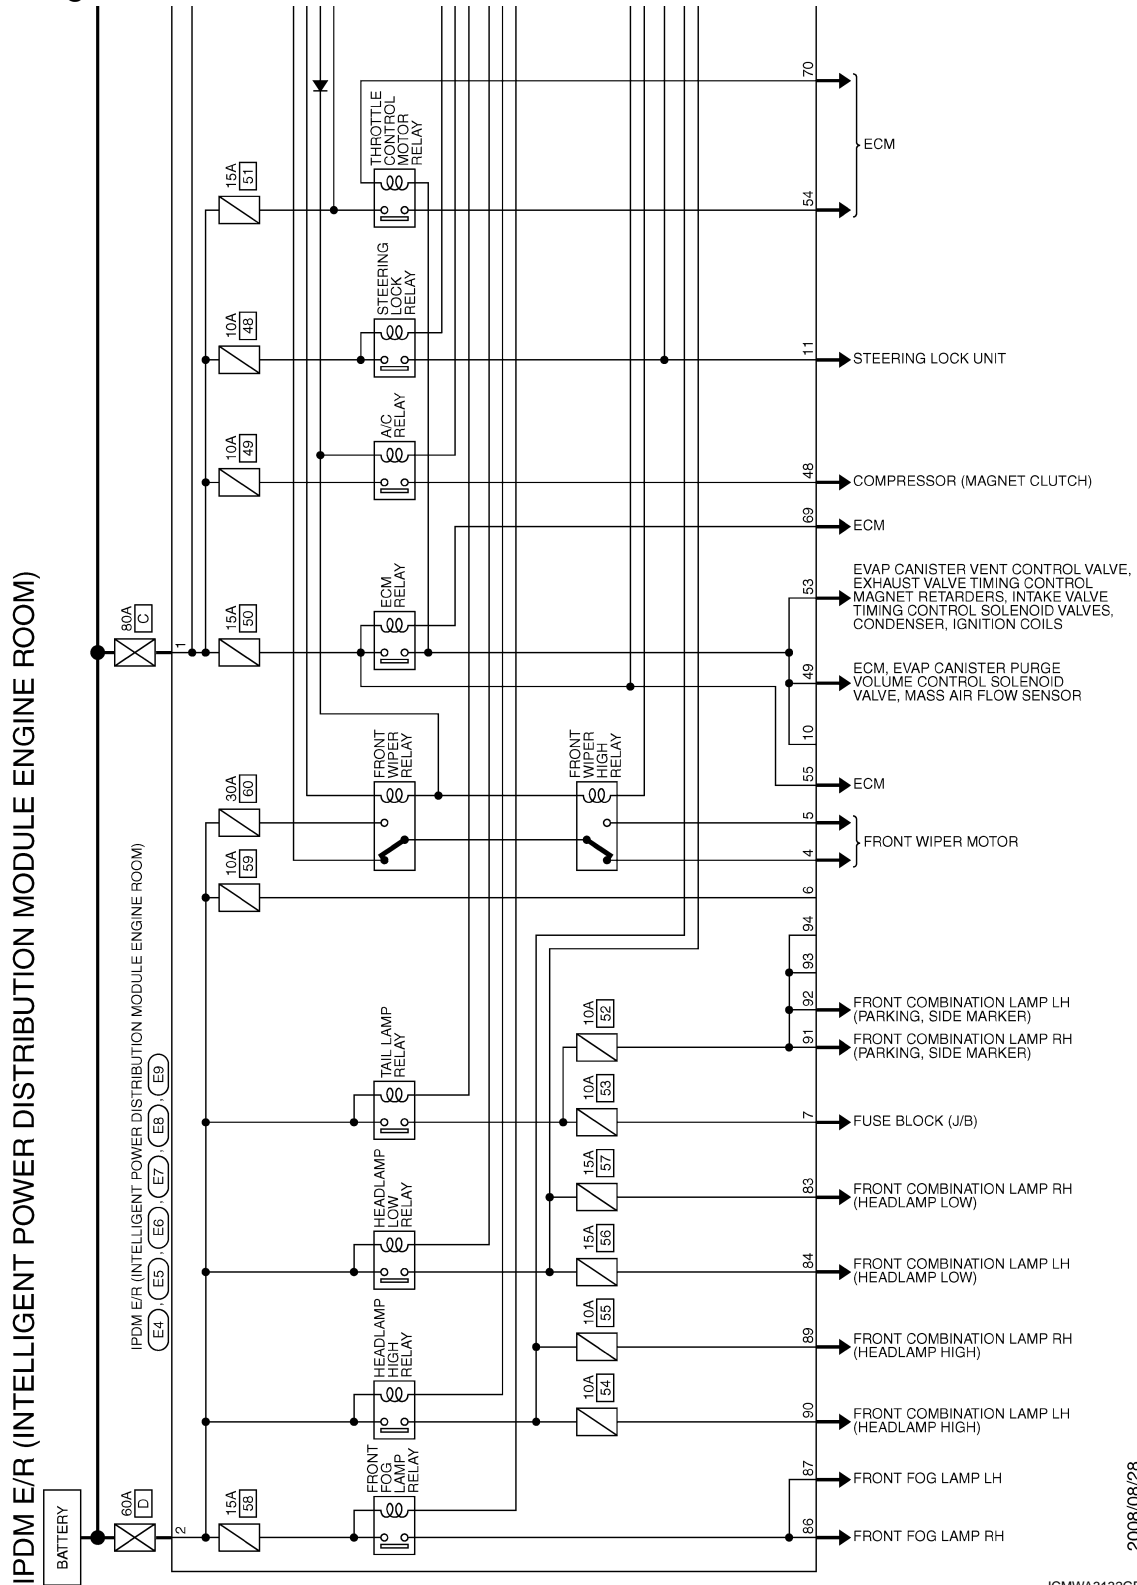 IPDM E/R (INTELLIGENT POWER DISTRIBUTION MODULE ENGINE ROOM)
70
THROTTLE
CONTROL
MOTOR
RELAY
ECM
15A
51
54
STEERING
LOCK
RELAY
10A
48
11
STEERING LOCK UNIT
A/C
RELAY
10A
49
48
COMPRESSOR (MAGNET CLUTCH)
69
ECM
80A
C
1
15A
50
ECM
RELAY
53
EVAP CANISTER VENT CONTROL VALVE,
EXHAUST VALVE TIMING CONTROL
MAGNET RETARDERS, INTAKE VALVE
TIMING CONTROL SOLENOID VALVES,
CONDENSER, IGNITION COILS
49
ECM, EVAP CANISTER PURGE
VOLUME CONTROL SOLENOID
VALVE, MASS AIR FLOW SENSOR
10
55
ECM
FRONT
WIPER
RELAY
FRONT
WIPER
HIGH
RELAY
30A
60
5
4
FRONT WIPER MOTOR
10A
59
6
IPDM E/R (INTELLIGENT POWER DISTRIBUTION MODULE ENGINE ROOM)
E4, E5, E6, E7, E8, E9
94
93
92
FRONT COMBINATION LAMP LH
(PARKING, SIDE MARKER)
10A
52
91
FRONT COMBINATION LAMP RH
(PARKING, SIDE MARKER)
TAIL LAMP
RELAY
10A
53
7
FUSE BLOCK (J/B)
15A
57
83
FRONT COMBINATION LAMP RH
(HEADLAMP LOW)
HEADLAMP
LOW
RELAY
15A
56
84
FRONT COMBINATION LAMP LH
(HEADLAMP LOW)
10A
55
89
FRONT COMBINATION LAMP RH
(HEADLAMP HIGH)
HEADLAMP
HIGH
RELAY
10A
54
90
FRONT COMBINATION LAMP LH
(HEADLAMP HIGH)
87
FRONT FOG LAMP LH
BATTERY
60A
D
2
15A
58
FRONT
FOG
LAMP
RELAY
86
FRONT FOG LAMP RH
2008/08/28